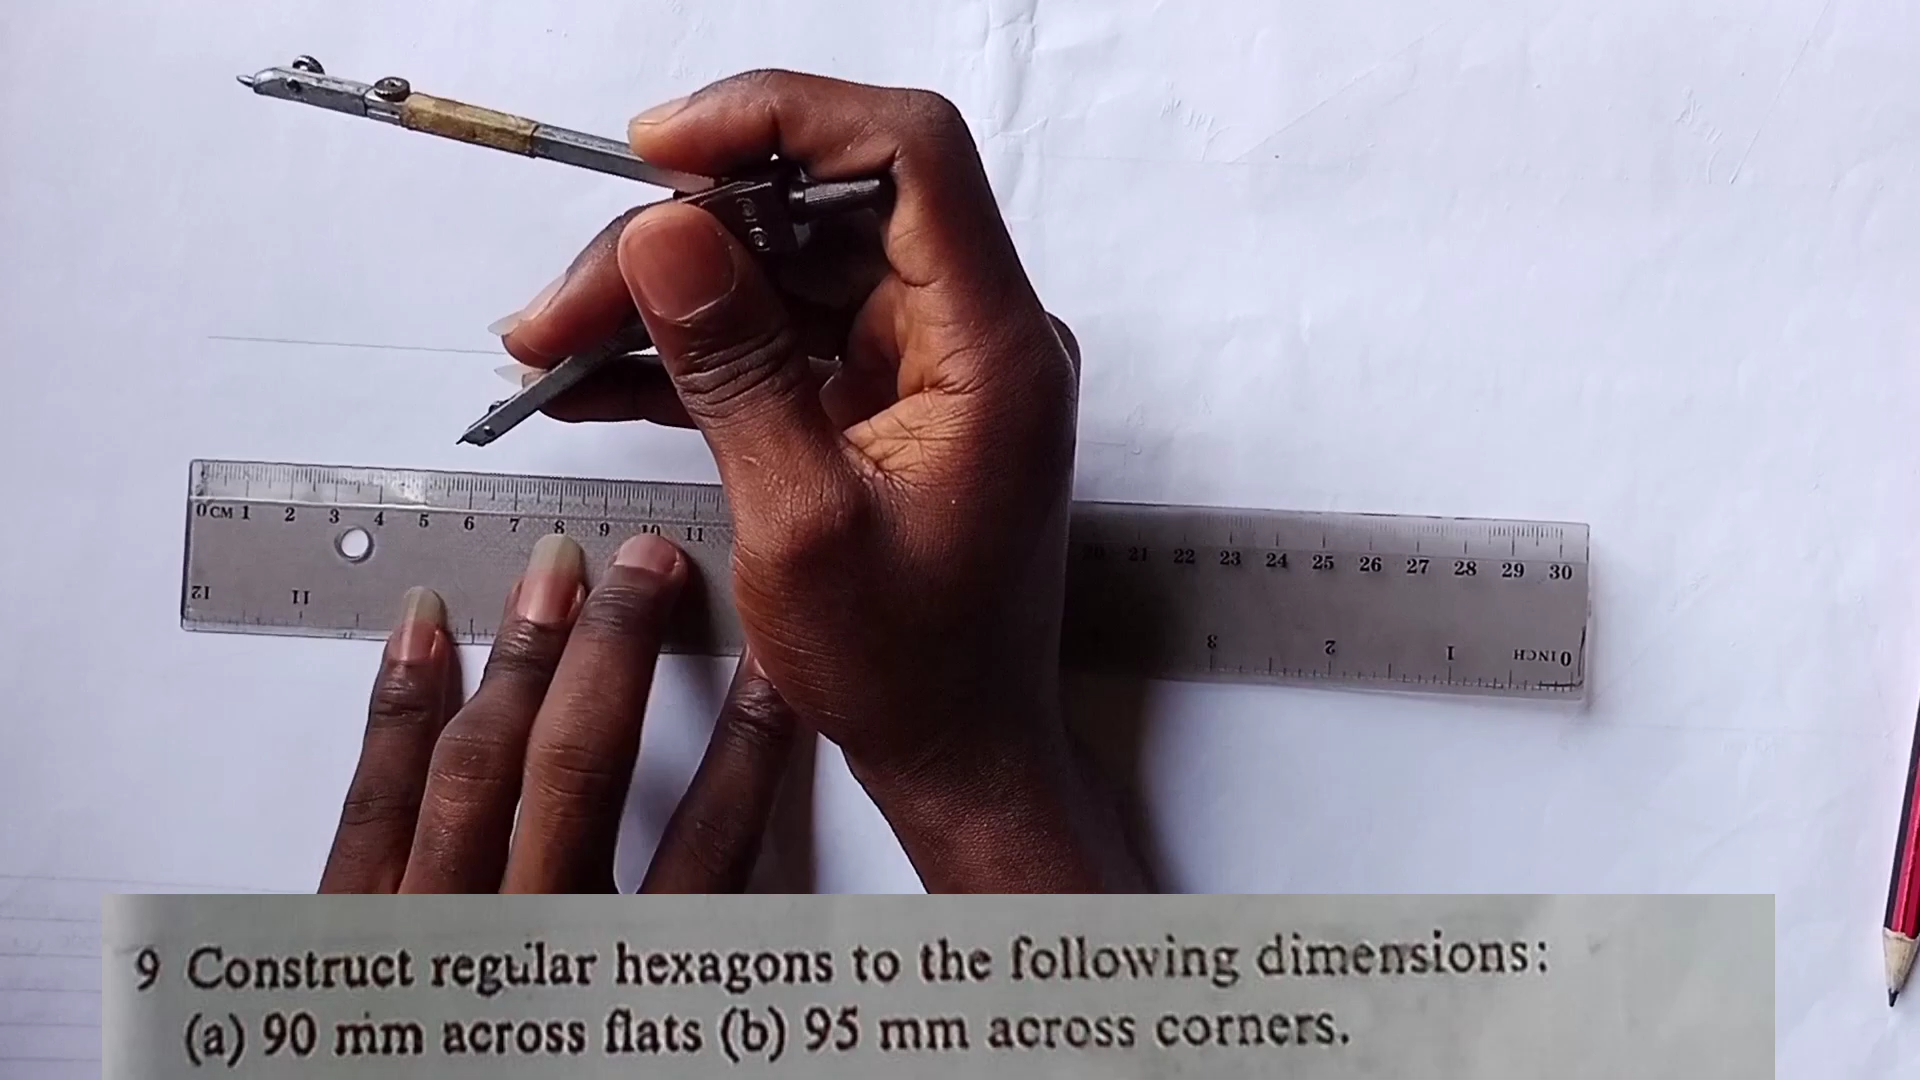 0 CM 1 2 3 4 5 6 7 8 9 10 11 20 21 22 23 24 25 26 27 28 29 30
12 11 3 2 1 0 INCH
9 Construct regular hexagons to the following dimensions:
(a) 90 mm across flats (b) 95 mm across corners.